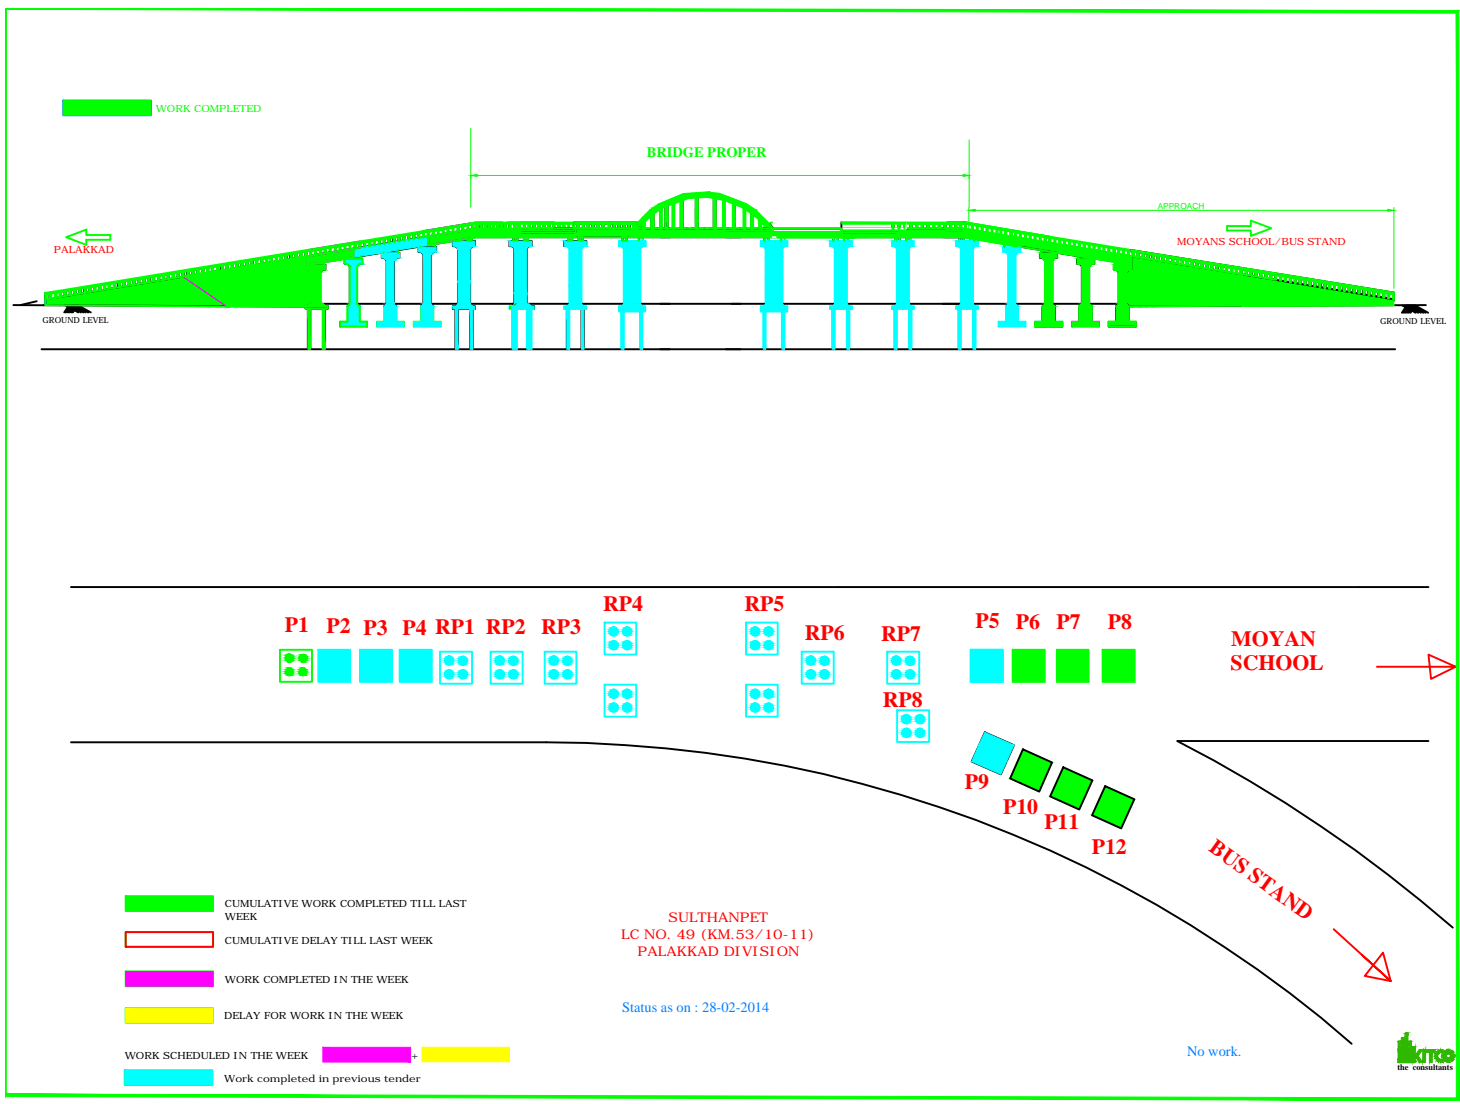 WORK COMPLETED
BRIDGE PROPER
APPROACH
PALAKKAD
MOYANS SCHOOL/BUS STAND
GROUND LEVEL
GROUND LEVEL
RP4
RP5
P1
P2
P3
P4
RP1
RP2
RP3
RP6
RP7
P5
P6
P7
P8
MOYAN
SCHOOL
RP8
P9
P10
P11
P12
BUS STAND
CUMULATIVE WORK COMPLETED TILL LAST
WEEK
CUMULATIVE DELAY TILL LAST WEEK
WORK COMPLETED IN THE WEEK
DELAY FOR WORK IN THE WEEK
WORK SCHEDULED IN THE WEEK +
Work completed in previous tender
SULTHANPET
LC NO. 49 (KM.53/10-11)
PALAKKAD DIVISION
Status as on : 28-02-2014
No work.
KITCO
the consultants